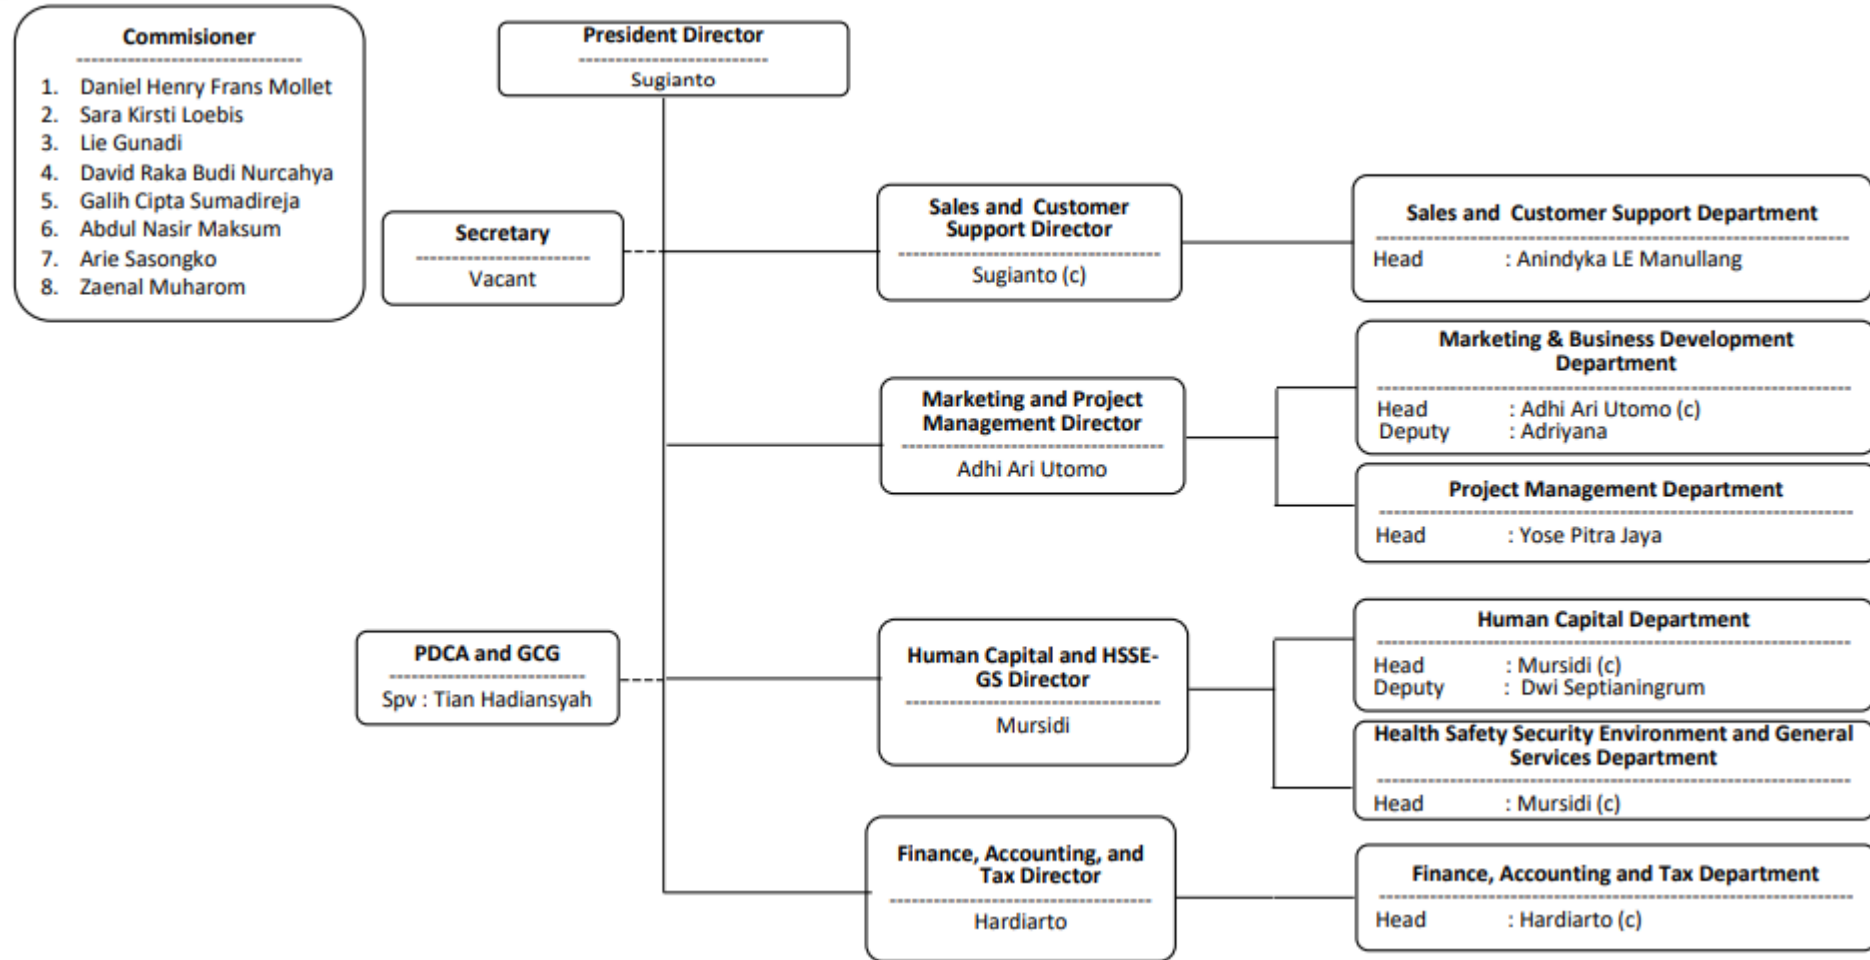 Commisioner
1. Daniel Henry Frans Mollet
2. Sara Kirsti Loebis
3. Lie Gunadi
4. David Raka Budi Nurcahya
5. Galih Cipta Sumadireja
6. Abdul Nasir Maksum
7. Arie Sasongko
8. Zaenal Muharom
President Director
Sugianto
Secretary
Vacant
Sales and Customer
Support Director
Sugianto (c)
Sales and Customer Support Department
Head : Anindyka LE Manullang
Marketing and Project
Management Director
Adhi Ari Utomo
Marketing & Business Development
Department
Head : Adhi Ari Utomo (c)
Deputy : Adriyana
Project Management Department
Head : Yose Pitra Jaya
PDCA and GCG
Spv : Tian Hadiansyah
Human Capital and HSSE-
GS Director
Mursidi
Human Capital Department
Head : Mursidi (c)
Deputy : Dwi Septianingrum
Health Safety Security Environment and General
Services Department
Head : Mursidi (c)
Finance, Accounting, and
Tax Director
Hardiarto
Finance, Accounting and Tax Department
Head : Hardiarto (c)